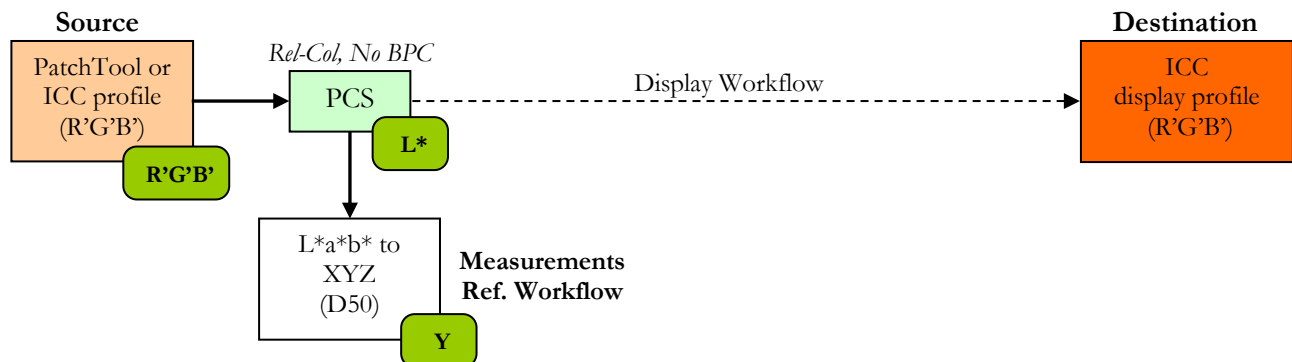 Source
PatchTool or
ICC profile
(R'G'B')
R'G'B'
Rel-Col, No BPC
PCS
L*
Display Workflow
Destination
ICC
display profile
(R'G'B')
L*a*b* to
XYZ
(D50)
Y
Measurements
Ref. Workflow